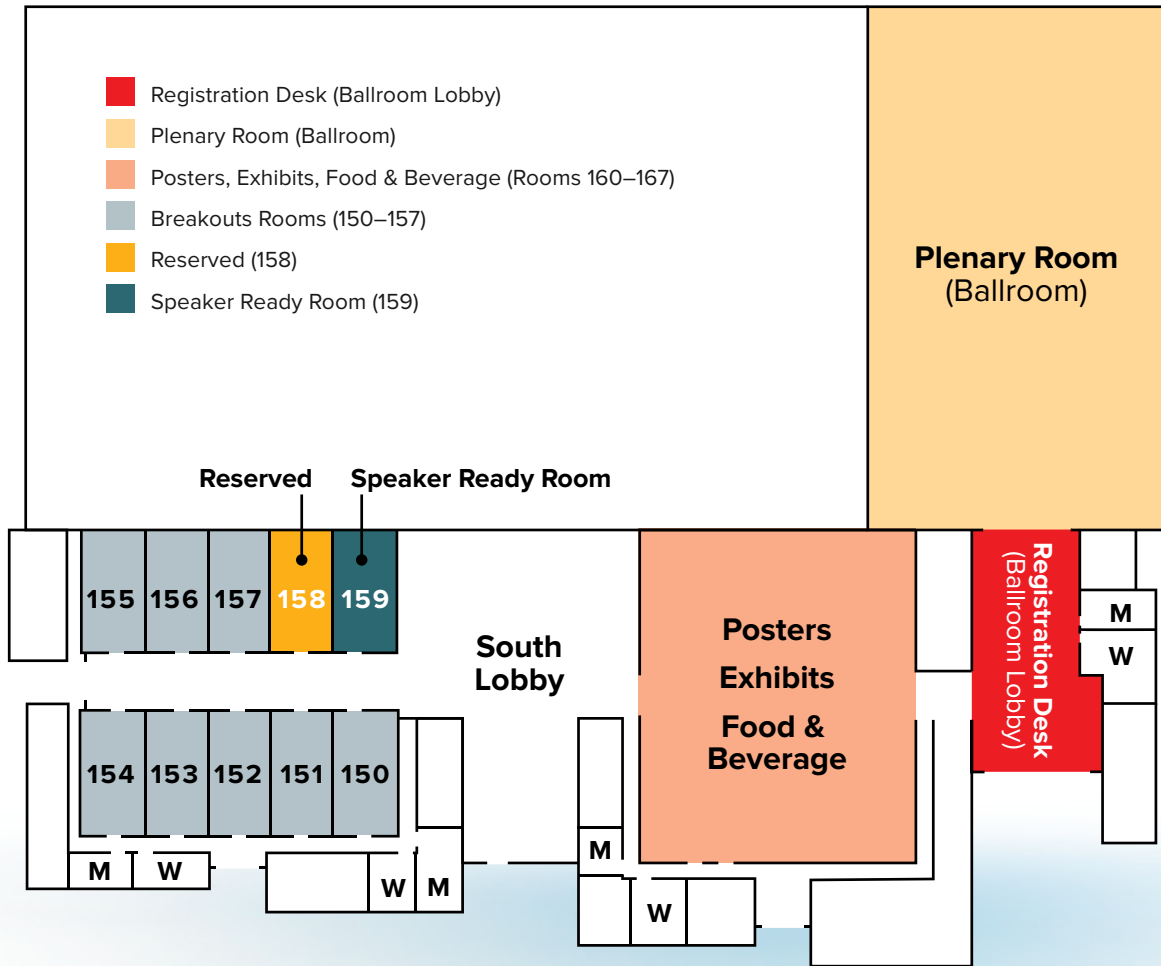 Registration Desk (Ballroom Lobby)
Plenary Room (Ballroom)
Posters, Exhibits, Food & Beverage (Rooms 160–167)
Breakouts Rooms (150–157)
Reserved (158)
Speaker Ready Room (159)
Plenary Room
(Ballroom)
Reserved
Speaker Ready Room
155
156
157
158
159
South
Lobby
Posters
Exhibits
Food &
Beverage
Registration Desk
(Ballroom Lobby)
M
W
154
153
152
151
150
M
W
W
M
M
W